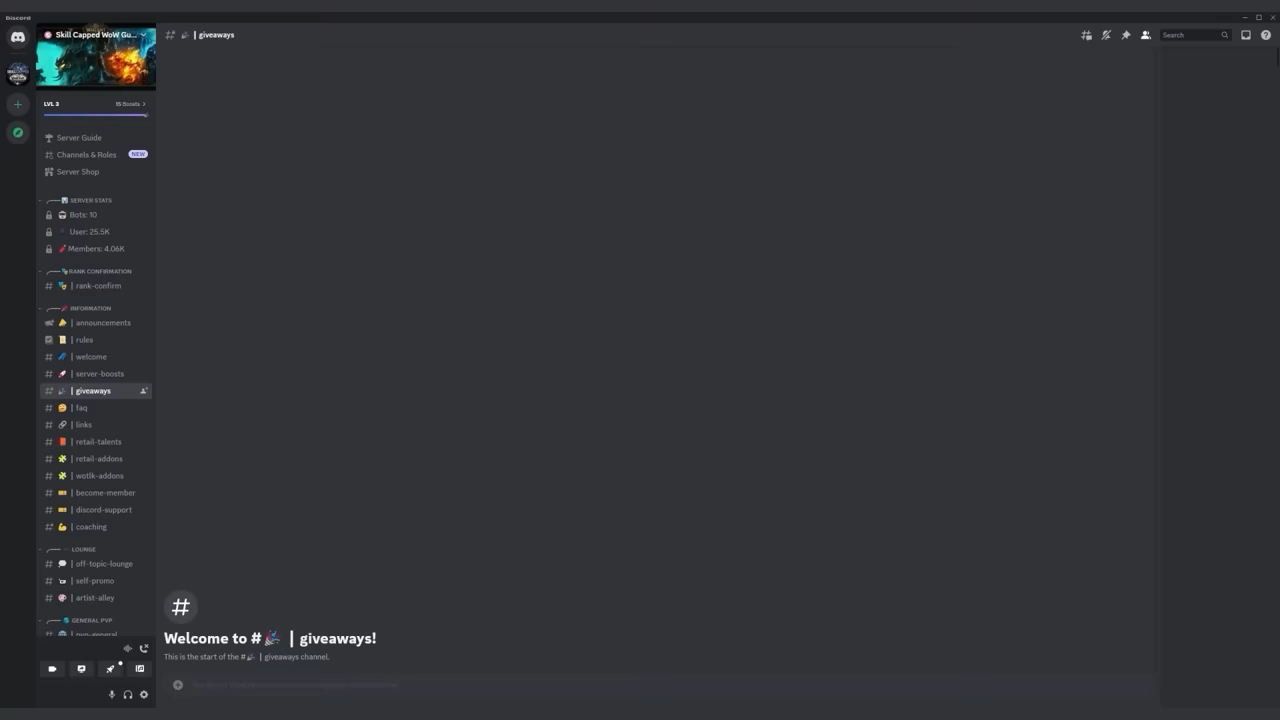 Discord
Skill Capped WoW Gu...
| giveaways
Search
LVL 3
15 Boosts
Server Guide
Channels & Roles
NEW
Server Shop
SERVER STATS
Bots: 10
User: 25.5K
Members: 4.06K
RANK CONFIRMATION
| rank-confirm
INFORMATION
| announcements
| rules
| welcome
| server-boosts
| giveaways
| faq
| links
| retail-talents
| retail-addons
| wotlk-addons
| become-member
| discord-support
| coaching
LOUNGE
| off-topic-lounge
| self-promo
| artist-alley
GENERAL PVP
| pvp-general
Welcome to # 🎉 | giveaways!
This is the start of the # 🎉 | giveaways channel.